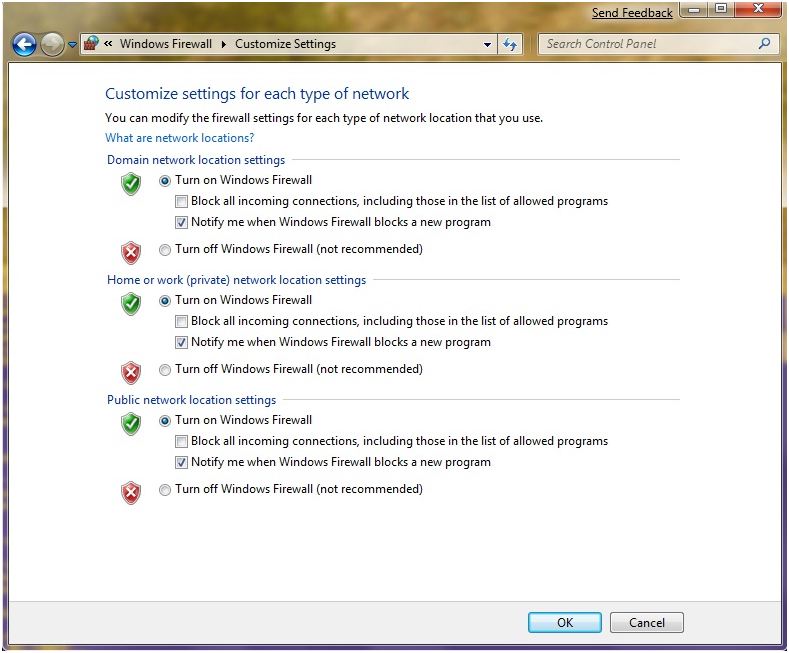 Send Feedback
« Windows Firewall Customize Settings
Search Control Panel
Customize settings for each type of network
You can modify the firewall settings for each type of network location that you use.
What are network locations?
Domain network location settings
Turn on Windows Firewall
Block all incoming connections, including those in the list of allowed programs
Notify me when Windows Firewall blocks a new program
Turn off Windows Firewall (not recommended)
Home or work (private) network location settings
Turn on Windows Firewall
Block all incoming connections, including those in the list of allowed programs
Notify me when Windows Firewall blocks a new program
Turn off Windows Firewall (not recommended)
Public network location settings
Turn on Windows Firewall
Block all incoming connections, including those in the list of allowed programs
Notify me when Windows Firewall blocks a new program
Turn off Windows Firewall (not recommended)
OK Cancel